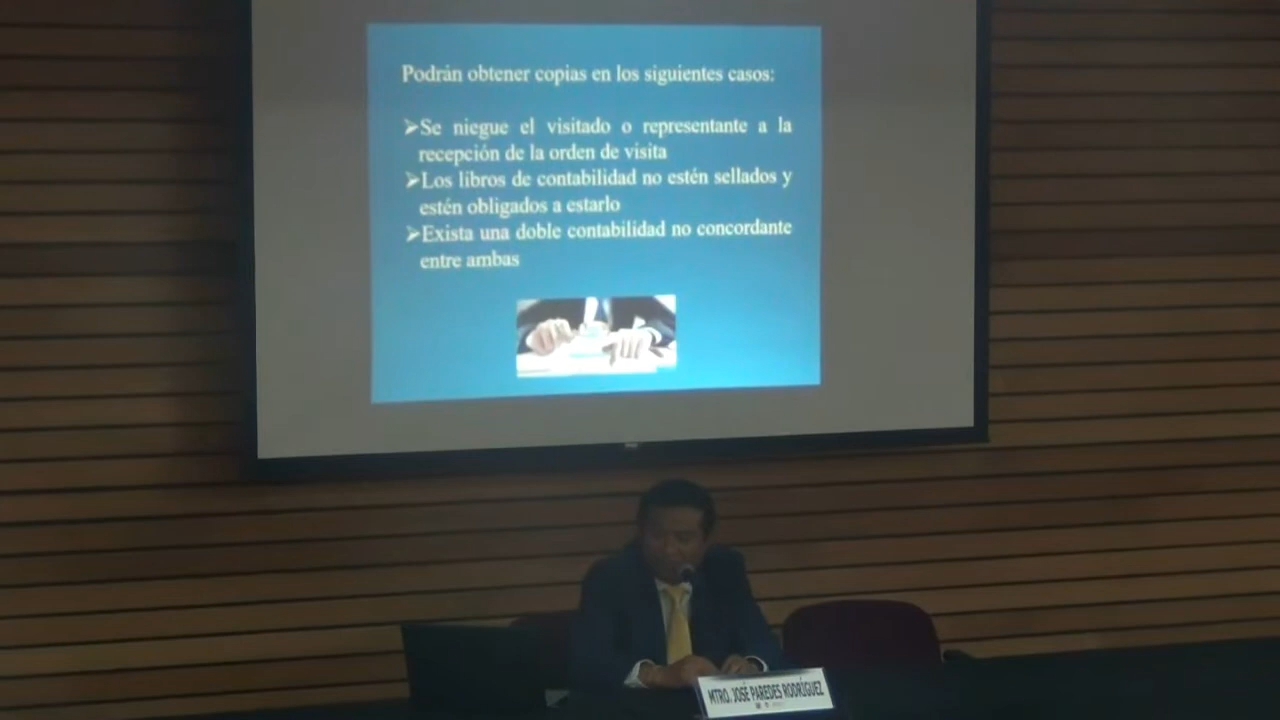 Podrán obtener copias en los siguientes casos:
➢Se niegue el visitado o representante a la
recepción de la orden de visita
➢Los libros de contabilidad no estén sellados y
estén obligados a estarlo
➢Exista una doble contabilidad no concordante
entre ambas
MTRO. JOSÉ PAREDES RODRÍGUEZ